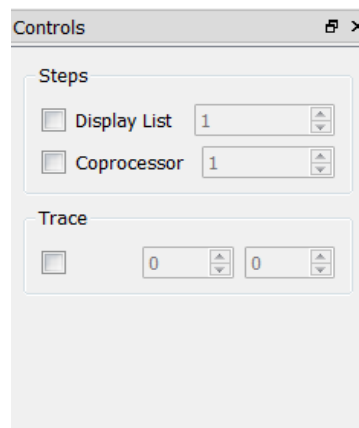 Controls
Steps
Display List 1
Coprocessor 1
Trace
0 0